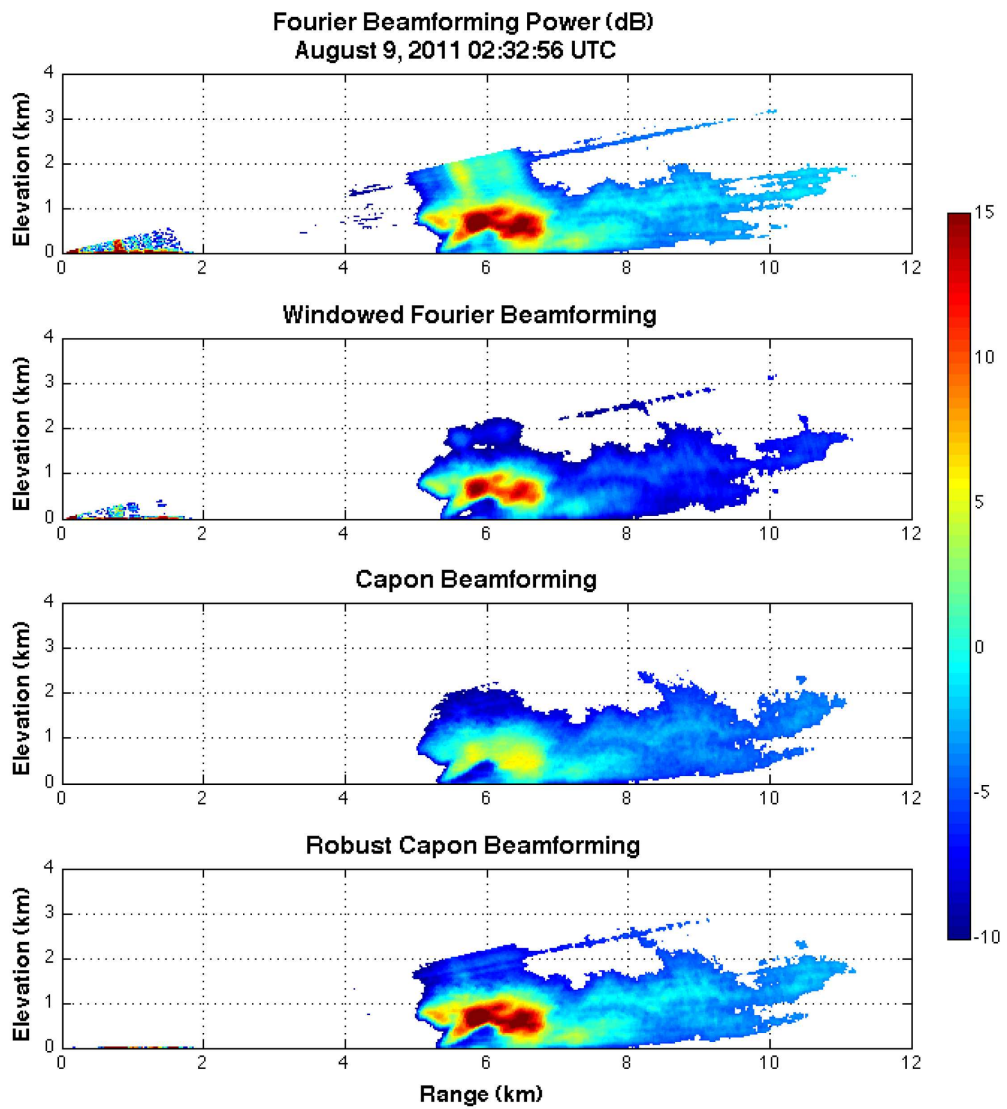 Fourier Beamforming Power (dB)
August 9, 2011 02:32:56 UTC
Elevation (km)
4
3
2
1
0
0 2 4 6 8 10 12
Windowed Fourier Beamforming
Elevation (km)
4
3
2
1
0
0 2 4 6 8 10 12
Capon Beamforming
Elevation (km)
4
3
2
1
0
0 2 4 6 8 10 12
Robust Capon Beamforming
Elevation (km)
4
3
2
1
0
0 2 4 6 8 10 12
Range (km)
15
10
5
0
-5
-10